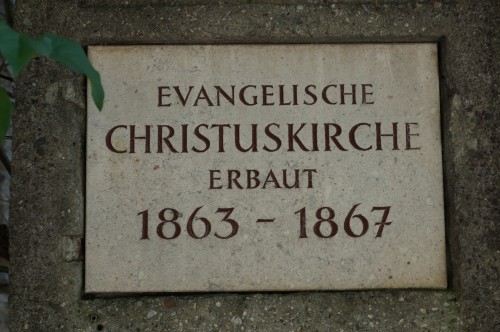 EVANGELISCHE
CHRISTUSKIRCHE
ERBAUT
1863 - 1867